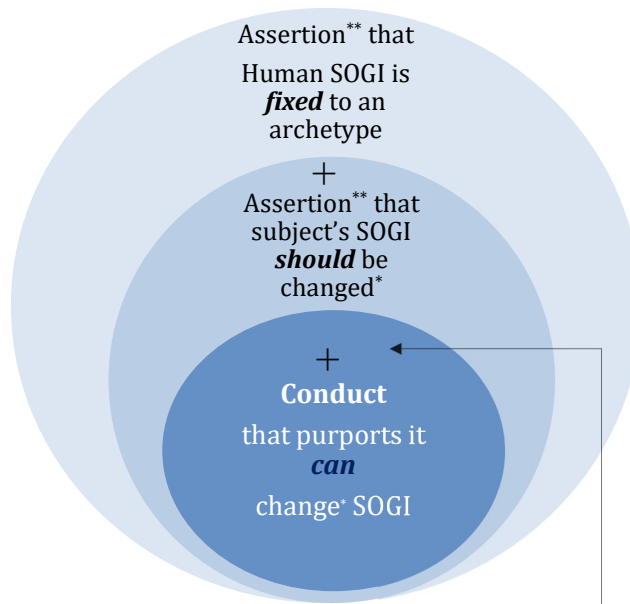 Assertion** that
Human SOGI is
fixed to an
archetype
+
Assertion** that
subject's SOGI
should be
changed*
+
Conduct
that purports it
can
change* SOGI